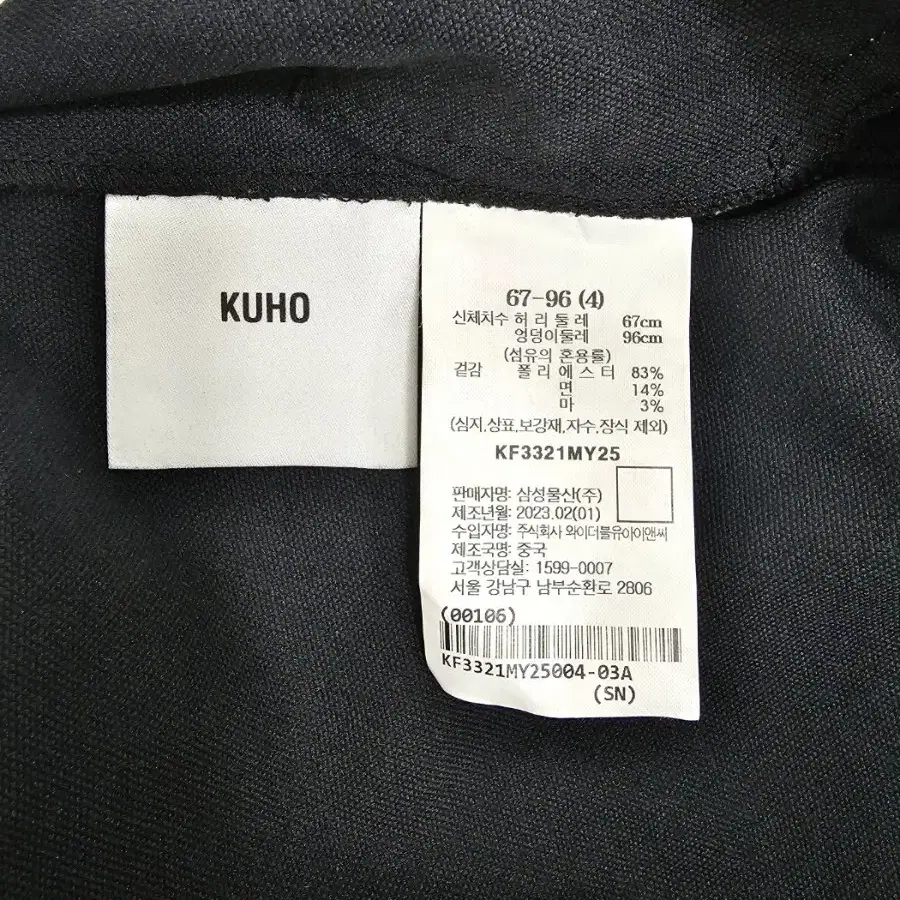 KUHO
67-96 (4)
신체치수 허 리 둘 레 67cm
엉덩이둘레 96cm
(섬유의 혼용률)
겉감 폴 리 에 스 터 83%
면 14%
마 3%
(심지,상표,보강재,자수,장식 제외)
KF3321MY25
판매자명: 삼성물산(주)
제조년월: 2023.02(01)
수입자명: 주식회사 와이더블유아이앤씨
제조국명: 중국
고객상담실: 1599-0007
서울 강남구 남부순환로 2806
(00106)
KF3321MY25004-03A
(SN)